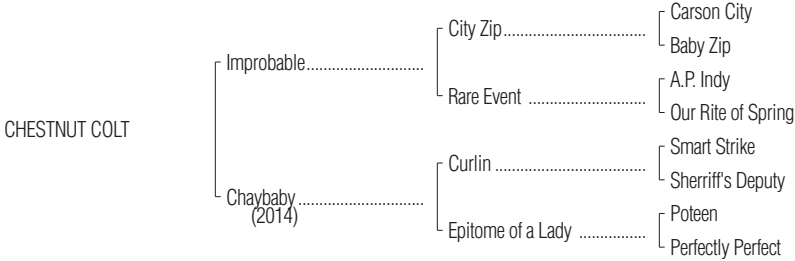 Carson City
City Zip
Baby Zip
Improbable
A.P. Indy
Rare Event
Our Rite of Spring
CHESTNUT COLT
Smart Strike
Curlin
Sherriff's Deputy
Chaybaby
(2014)
Poteen
Epitome of a Lady
Perfectly Perfect